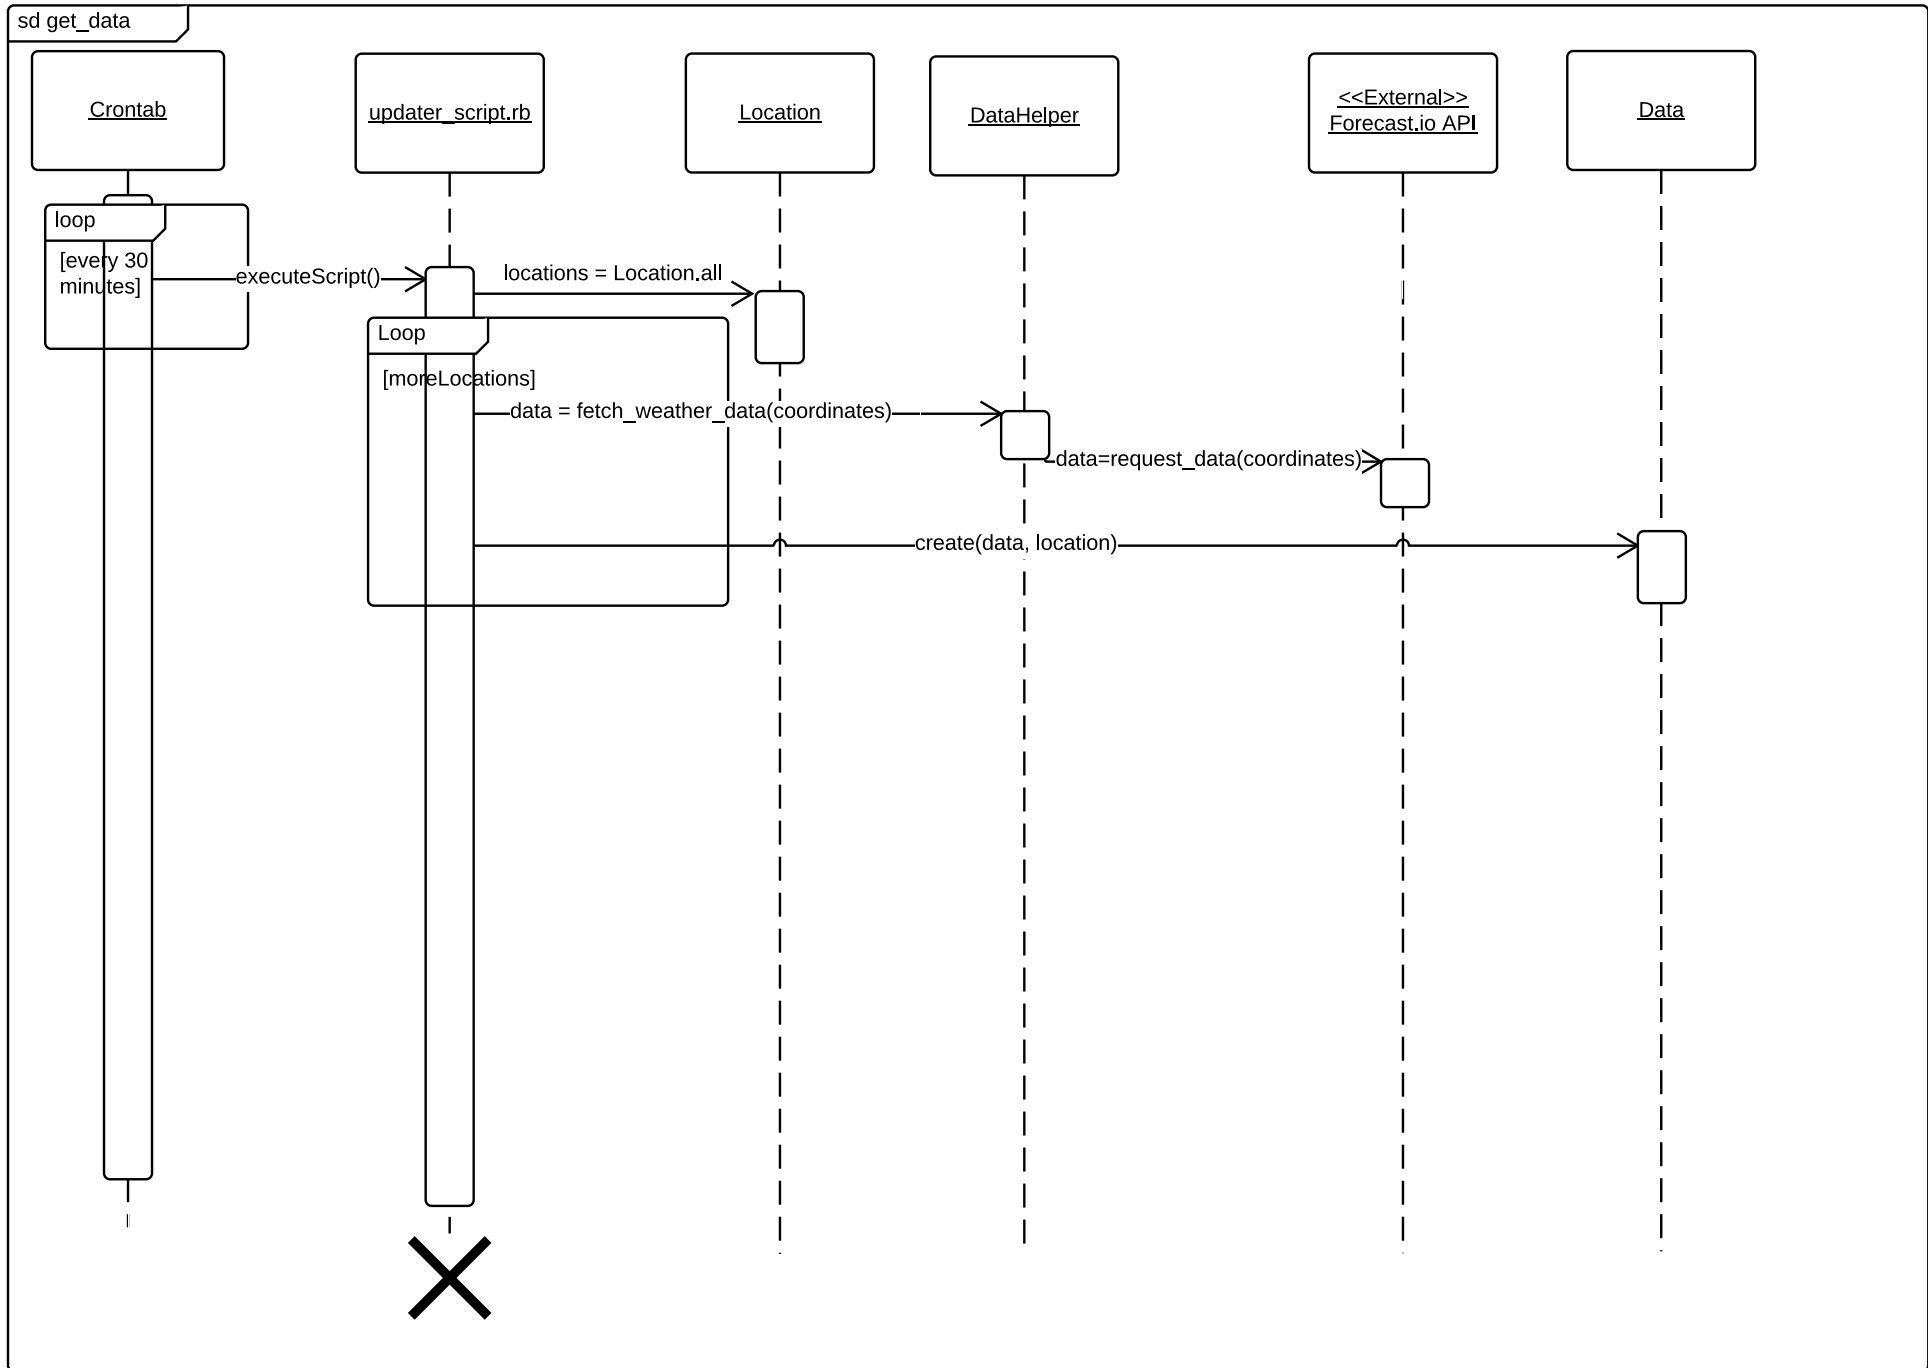 sd get_data
Crontab
updater_script.rb
Location
DataHelper
<<External>>
Forecast.io API
Data
loop
[every 30
minutes]
executeScript()
locations = Location.all
Loop
[moreLocations]
data = fetch_weather_data(coordinates)
data=request_data(coordinates)
create(data, location)